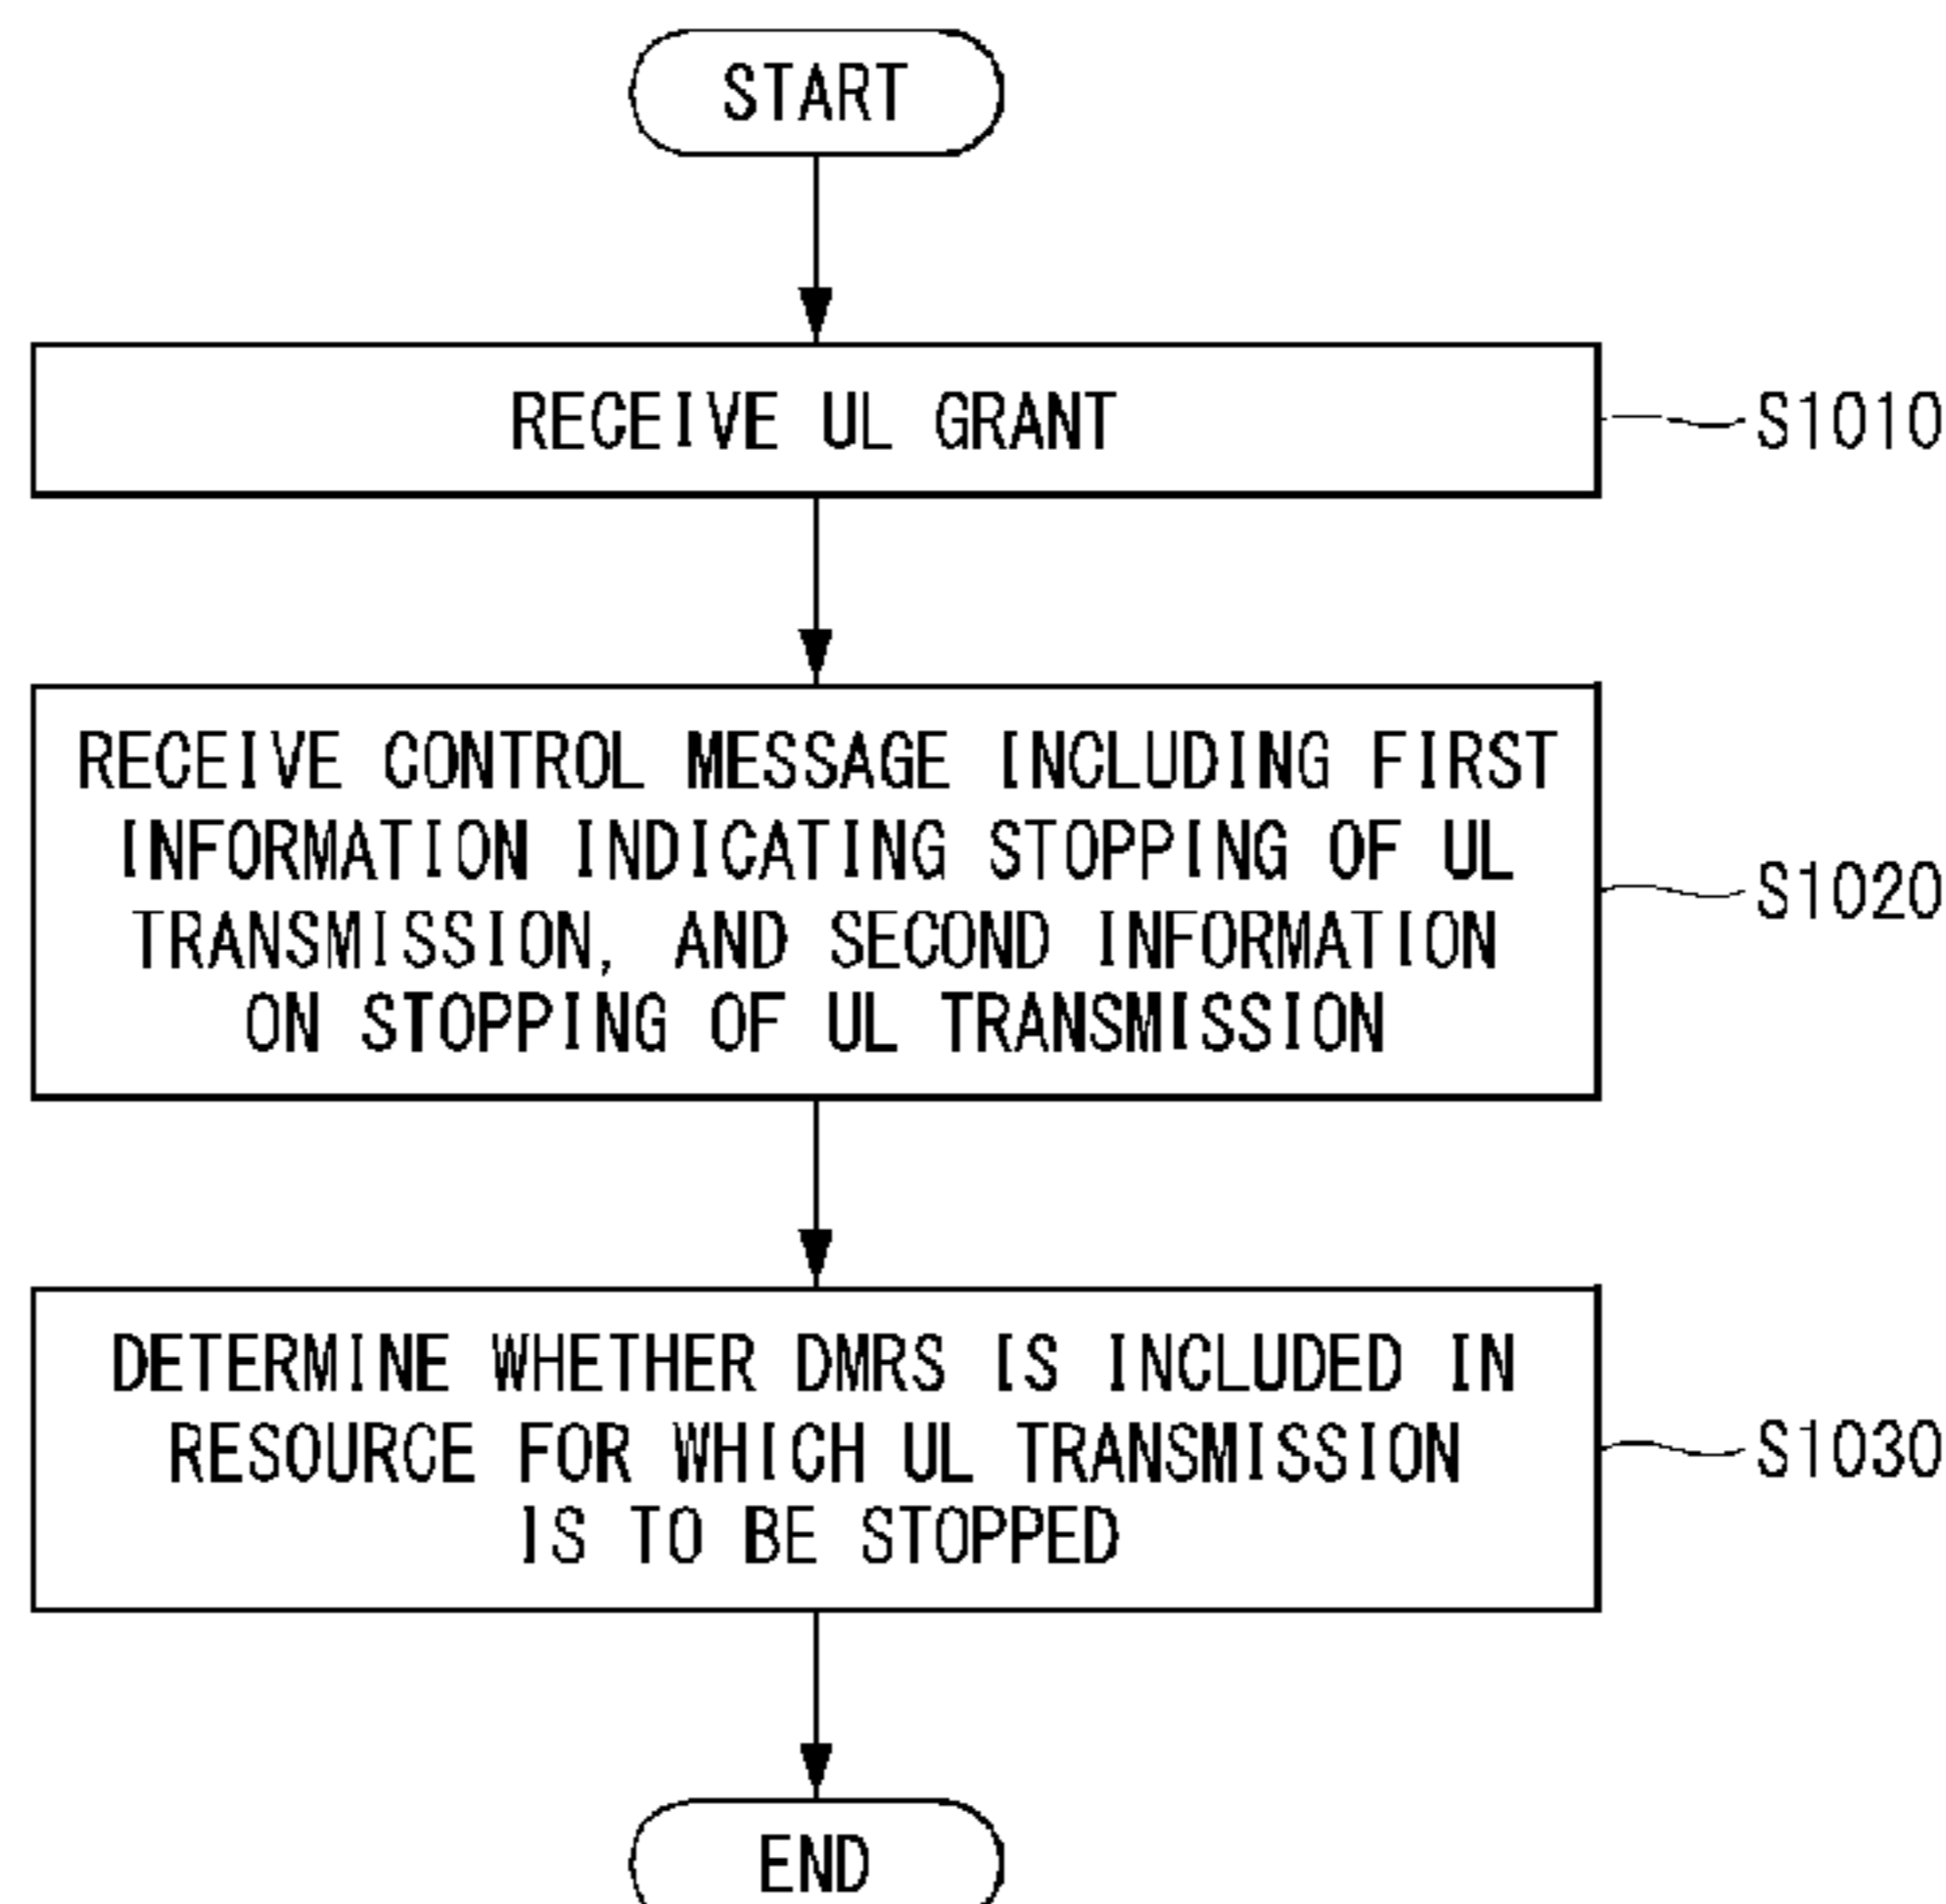 START
RECEIVE UL GRANT
S1010
RECEIVE CONTROL MESSAGE INCLUDING FIRST
INFORMATION INDICATING STOPPING OF UL
TRANSMISSION, AND SECOND INFORMATION
ON STOPPING OF UL TRANSMISSION
S1020
DETERMINE WHETHER DMRS IS INCLUDED IN
RESOURCE FOR WHICH UL TRANSMISSION
IS TO BE STOPPED
S1030
END